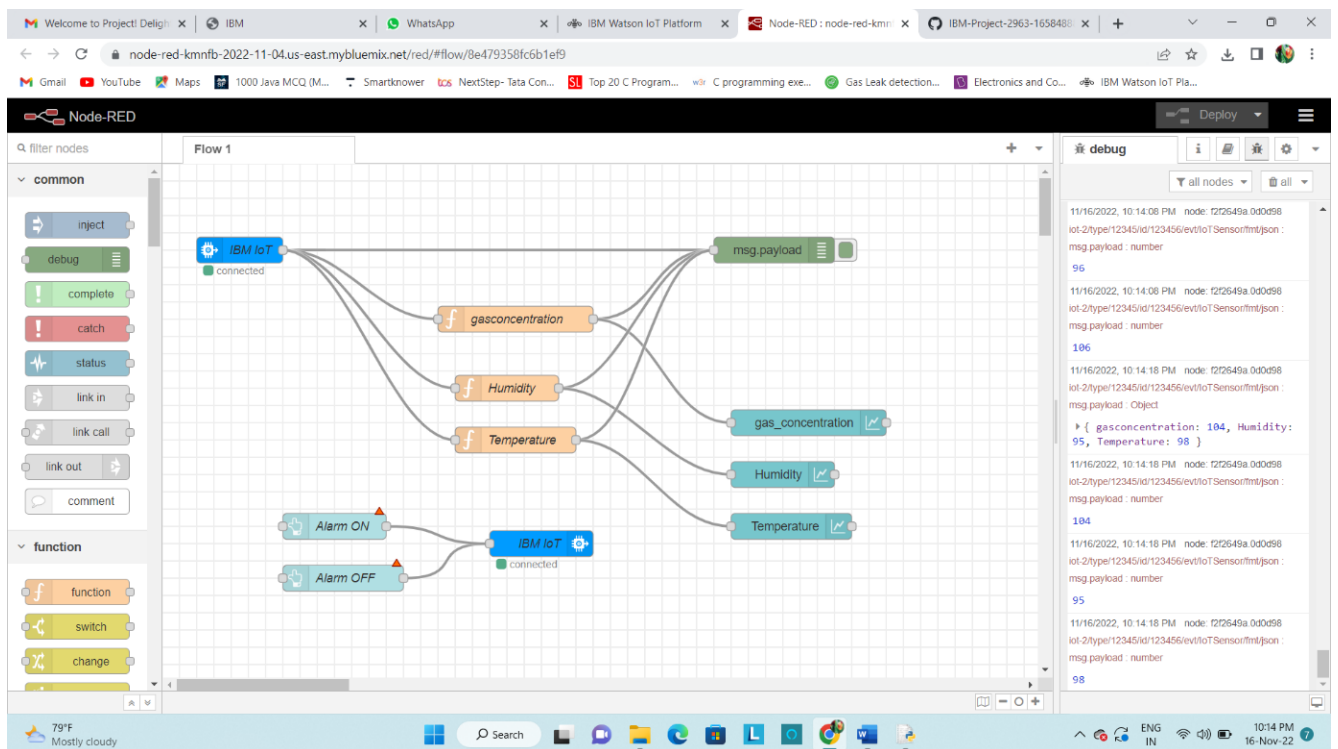 Welcome to Project! Deligh
IBM
WhatsApp
IBM Watson IoT Platform
Node-RED : node-red-kmnf
IBM-Project-2963-1658488
node-red-kmnfb-2022-11-04.us-east.mybluemix.net/red/#flow/8e479358fc6b1ef9
Gmail YouTube Maps 1000 Java MCQ (M... Smartknower NextStep- Tata Con... Top 20 C Program... C programming exe... Gas Leak detection... Electronics and Co... IBM Watson IoT Pla...
Node-RED
Deploy
filter nodes
Flow 1
debug
i
common
all nodes
all
inject
debug
complete
catch
status
link in
link call
link out
comment
function
function
switch
change
IBM IoT
connected
msg.payload
gasconcentration
Humidity
Temperature
gas_concentration
Humidity
Temperature
Alarm ON
Alarm OFF
IBM IoT
connected
11/16/2022, 10:14:08 PM node: f2f2649a.0d0d98
iot-2/type/12345/id/123456/evt/IoTSensor/fmt/json :
msg.payload : number
96
11/16/2022, 10:14:08 PM node: f2f2649a.0d0d98
iot-2/type/12345/id/123456/evt/IoTSensor/fmt/json :
msg.payload : number
106
11/16/2022, 10:14:18 PM node: f2f2649a.0d0d98
iot-2/type/12345/id/123456/evt/IoTSensor/fmt/json :
msg.payload : Object
{ gasconcentration: 104, Humidity:
95, Temperature: 98 }
11/16/2022, 10:14:18 PM node: f2f2649a.0d0d98
iot-2/type/12345/id/123456/evt/IoTSensor/fmt/json :
msg.payload : number
104
11/16/2022, 10:14:18 PM node: f2f2649a.0d0d98
iot-2/type/12345/id/123456/evt/IoTSensor/fmt/json :
msg.payload : number
95
11/16/2022, 10:14:18 PM node: f2f2649a.0d0d98
iot-2/type/12345/id/123456/evt/IoTSensor/fmt/json :
msg.payload : number
98
79°F
Mostly cloudy
Search
ENG
IN
10:14 PM
16-Nov-22
7